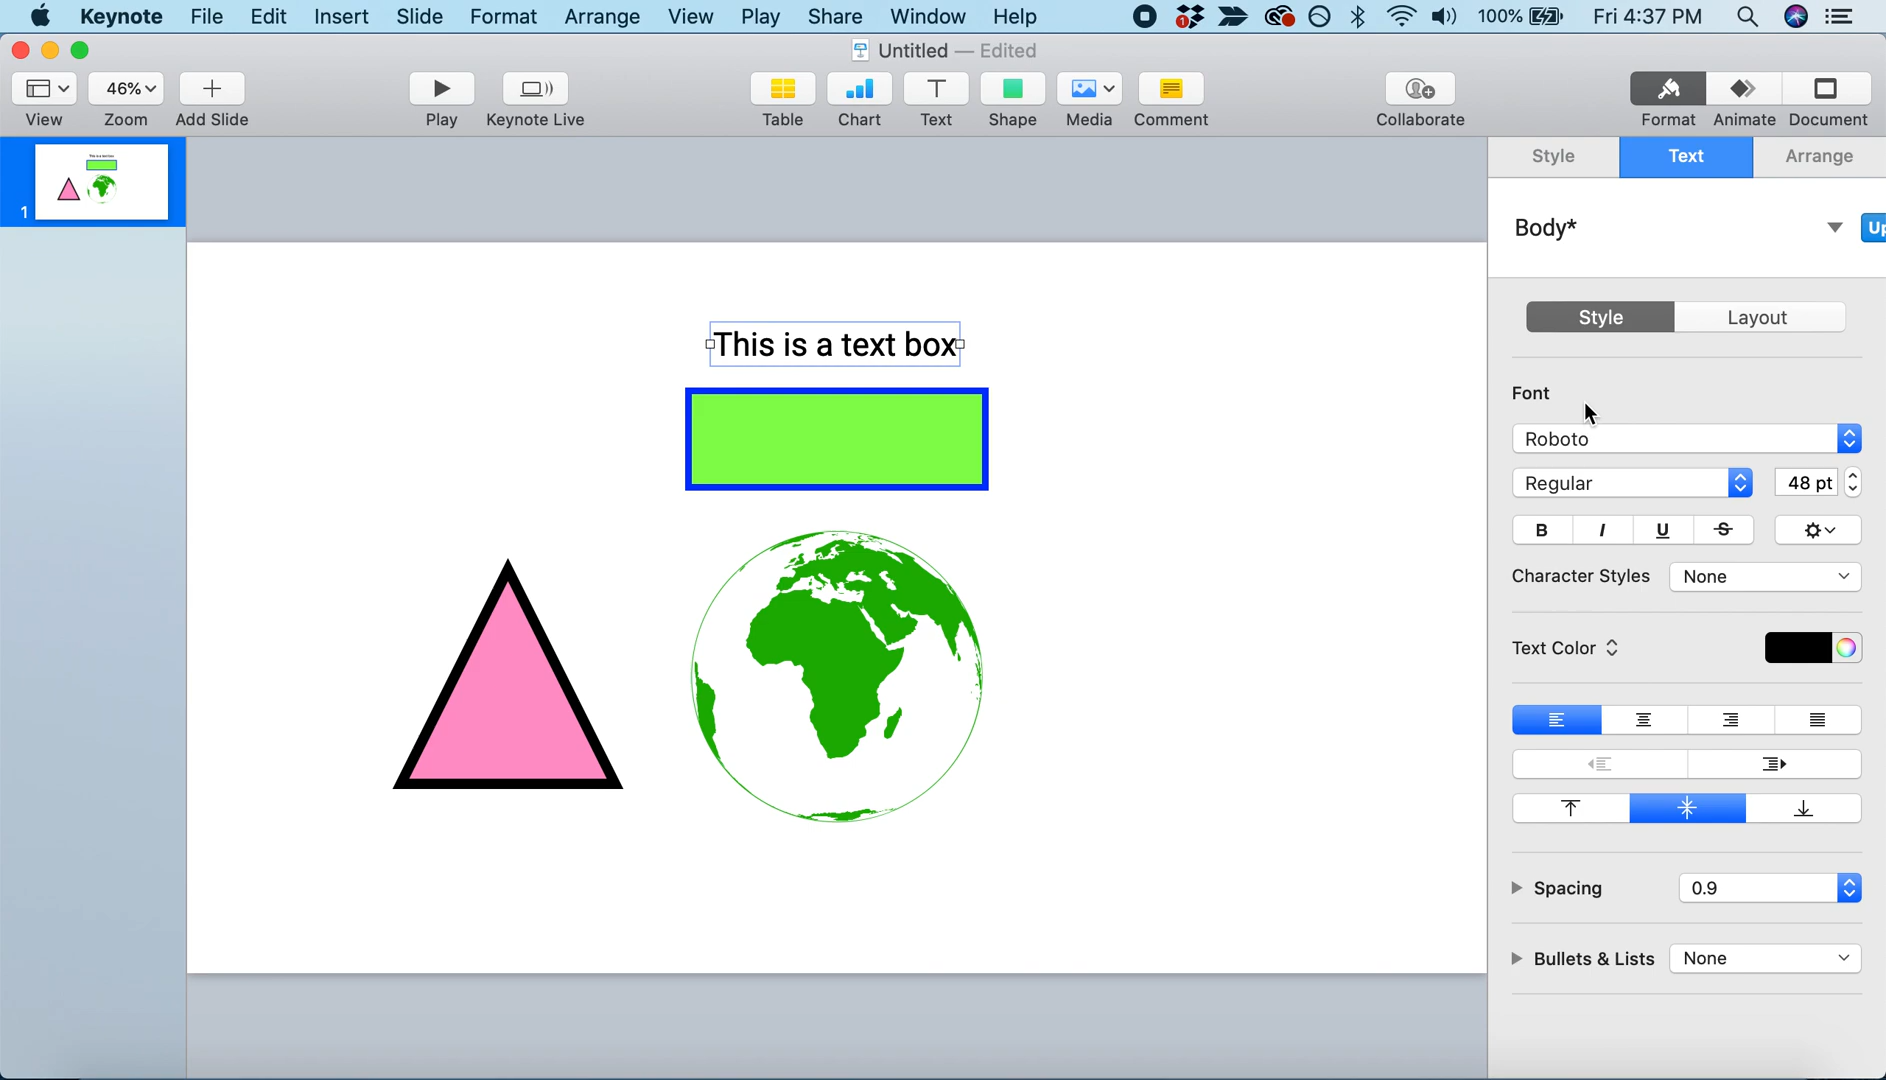 Keynote File Edit Insert Slide Format Arrange View Play Share Window Help 1 100% Fri 4:37 PM
Untitled — Edited
46%
View Zoom Add Slide Play Keynote Live Table Chart Text Shape Media Comment Collaborate Format Animate Document
Style Text Arrange
1
Body* Up
Style Layout
This is a text box
Font
Roboto
Regular 48 pt
B I U S
Character Styles None
Text Color
Spacing 0.9
Bullets & Lists None